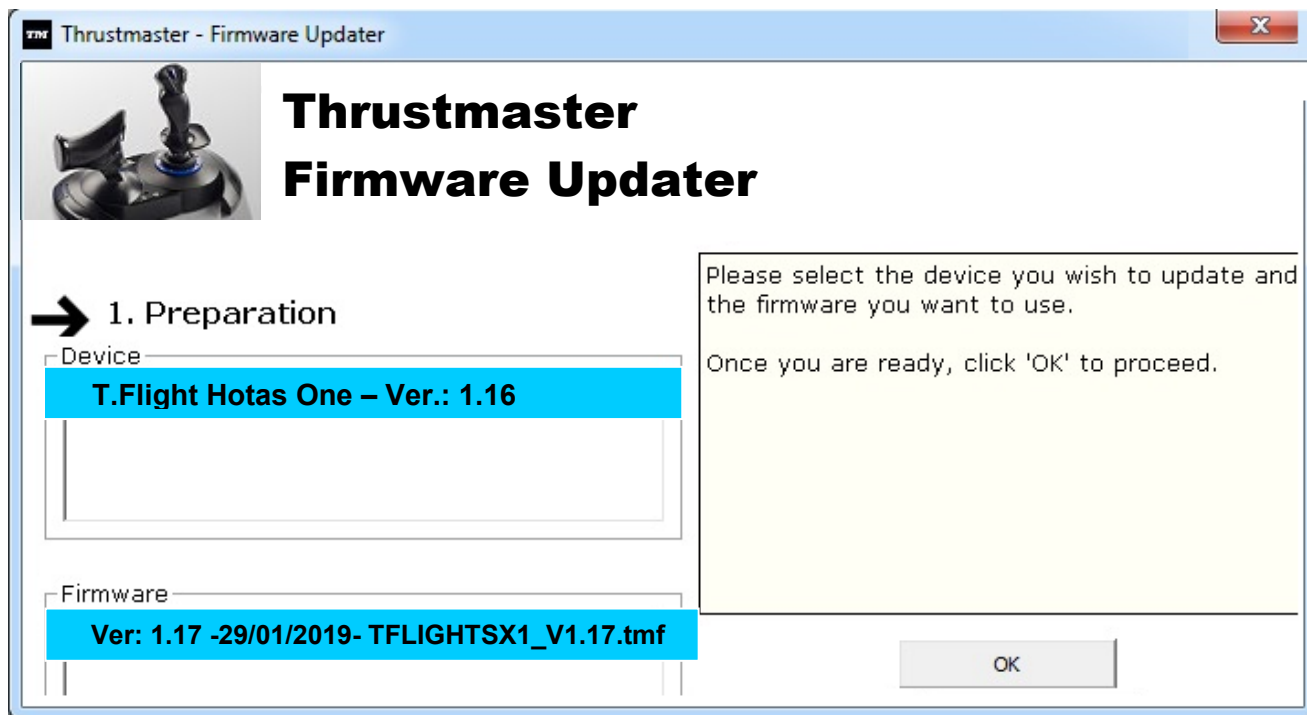 TM Thrustmaster - Firmware Updater
X
Thrustmaster
Firmware Updater
1. Preparation
Device
T.Flight Hotas One – Ver.: 1.16
Firmware
Ver: 1.17 -29/01/2019- TFLIGHTSX1_V1.17.tmf
Please select the device you wish to update and
the firmware you want to use.
Once you are ready, click 'OK' to proceed.
OK